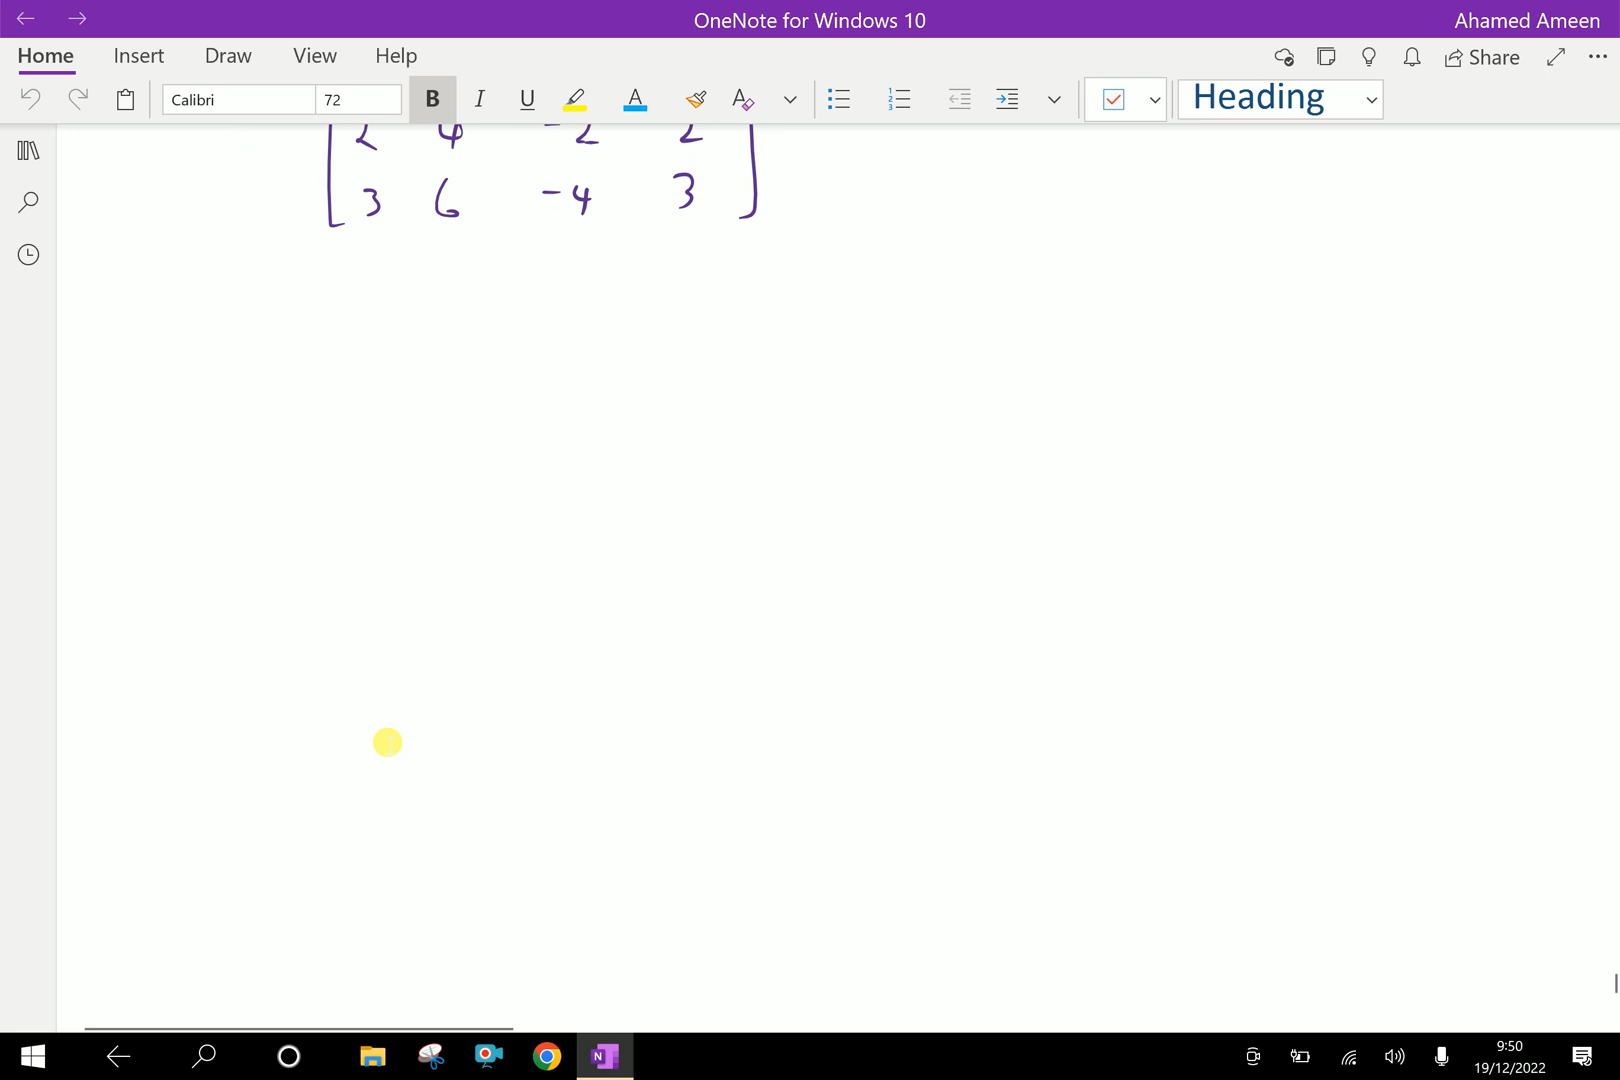 OneNote for Windows 10 Ahamed Ameen
Home Insert Draw View Help Share
Calibri 72 B I U A A Heading
2 4 -2 2
3 6 -4 3
9:50
19/12/2022